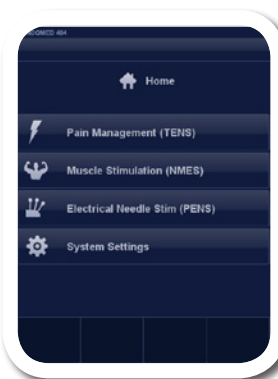 Home
Pain Management (TENS)
Muscle Stimulation (NMES)
Electrical Needle Stim (PENS)
System Settings